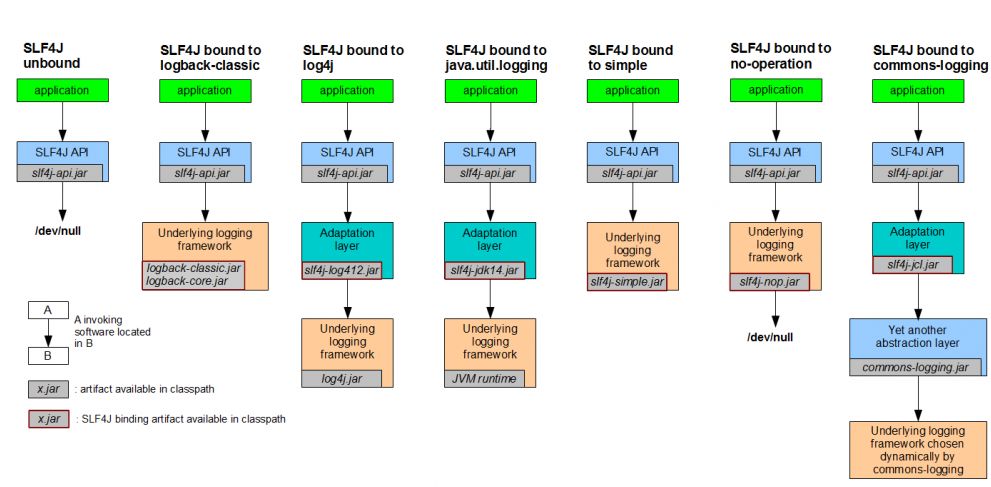 SLF4J
unbound
application
SLF4J API
slf4j-api.jar
/dev/null
SLF4J bound to
logback-classic
application
SLF4J API
slf4j-api.jar
Underlying logging
framework
logback-classic.jar
logback-core.jar
SLF4J bound to
log4j
application
SLF4J API
slf4j-api.jar
Adaptation
layer
slf4j-log412.jar
Underlying
logging
framework
log4j.jar
SLF4J bound to
java.util.logging
application
SLF4J API
slf4j-api.jar
Adaptation
layer
slf4j-jdk14.jar
Underlying
logging
framework
JVM runtime
SLF4J bound
to simple
application
SLF4J API
slf4j-api.jar
Underlying
logging
framework
slf4j-simple.jar
SLF4J bound to
no-operation
application
SLF4J API
slf4j-api.jar
Underlying
logging
framework
slf4j-nop.jar
/dev/null
SLF4J bound to
commons-logging
application
SLF4J API
slf4j-api.jar
Adaptation
layer
slf4j-jcl.jar
Yet another
abstraction layer
commons-logging.jar
Underlying logging
framework chosen
dynamically by
commons-logging
A
B
A invoking
software located
in B
x.jar : artifact available in classpath
x.jar : SLF4J binding artifact available in classpath